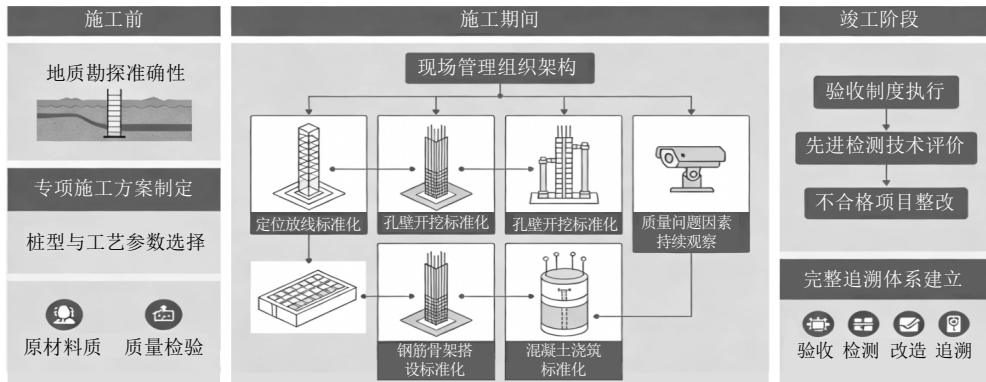 施工前
地质勘探准确性
专项施工方案制定
桩型与工艺参数选择
原材料质
质量检验
施工期间
现场管理组织架构
定位放线标准化
孔壁开挖标准化
孔壁开挖标准化
质量问题因素
持续观察
钢筋骨架搭
设标准化
混凝土浇筑
标准化
竣工阶段
验收制度执行
先进检测技术评价
不合格项目整改
完整追溯体系建立
验收
检测
改造
追溯